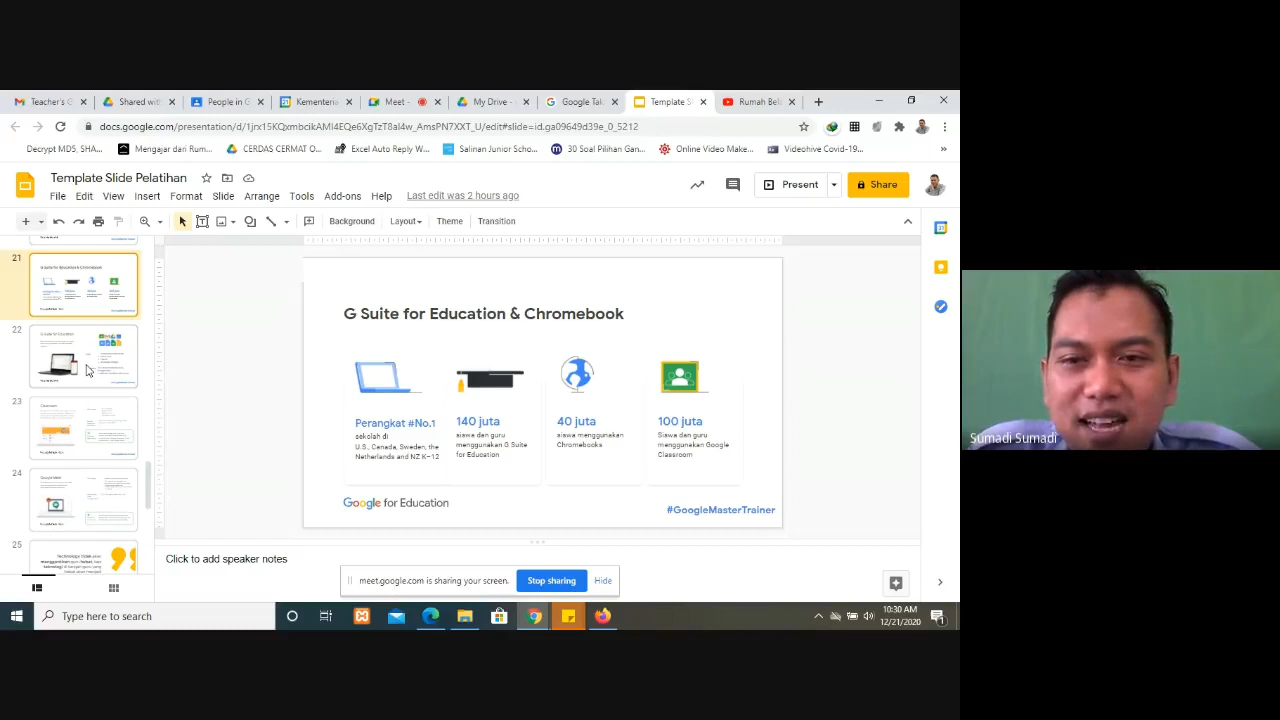 Teacher's G
Shared with
People in G
Kementeria
Meet -
My Drive -
Google Tak
Template S
Rumah Bela
docs.google.com/presentation/d/1jrx15KQxmbcikAMI4EQe6XgTzT8al4w_AmsPN7XXT_U/edit#slide=id.ga09649d39e_0_5212
Decrypt MD5, SHA...
Mengajar dari Rum...
CERDAS CERMAT O...
Excel Auto Reply W...
Salinan Junior Scho...
30 Soal Pilihan Gan...
Online Video Make...
Videohive Covid-19...
Template Slide Pelatihan
File Edit View Insert Format Slide Arrange Tools Add-ons Help Last edit was 2 hours ago
Present
Share
Background Layout Theme Transition
21
22
23
24
25
G Suite for Education & Chromebook
Perangkat #No.1
sekolah di
U.S., Canada, Sweden, the
Netherlands and NZ K–12
140 juta
siswa dan guru
menggunakan G Suite
for Education
40 juta
siswa menggunakan
Chromebooks
100 juta
Siswa dan guru
menggunakan Google
Classroom
Google for Education
#GoogleMasterTrainer
Click to add speaker notes
meet.google.com is sharing your screen.
Stop sharing
Hide
Type here to search
10:30 AM
12/21/2020
1
Sumadi Sumadi